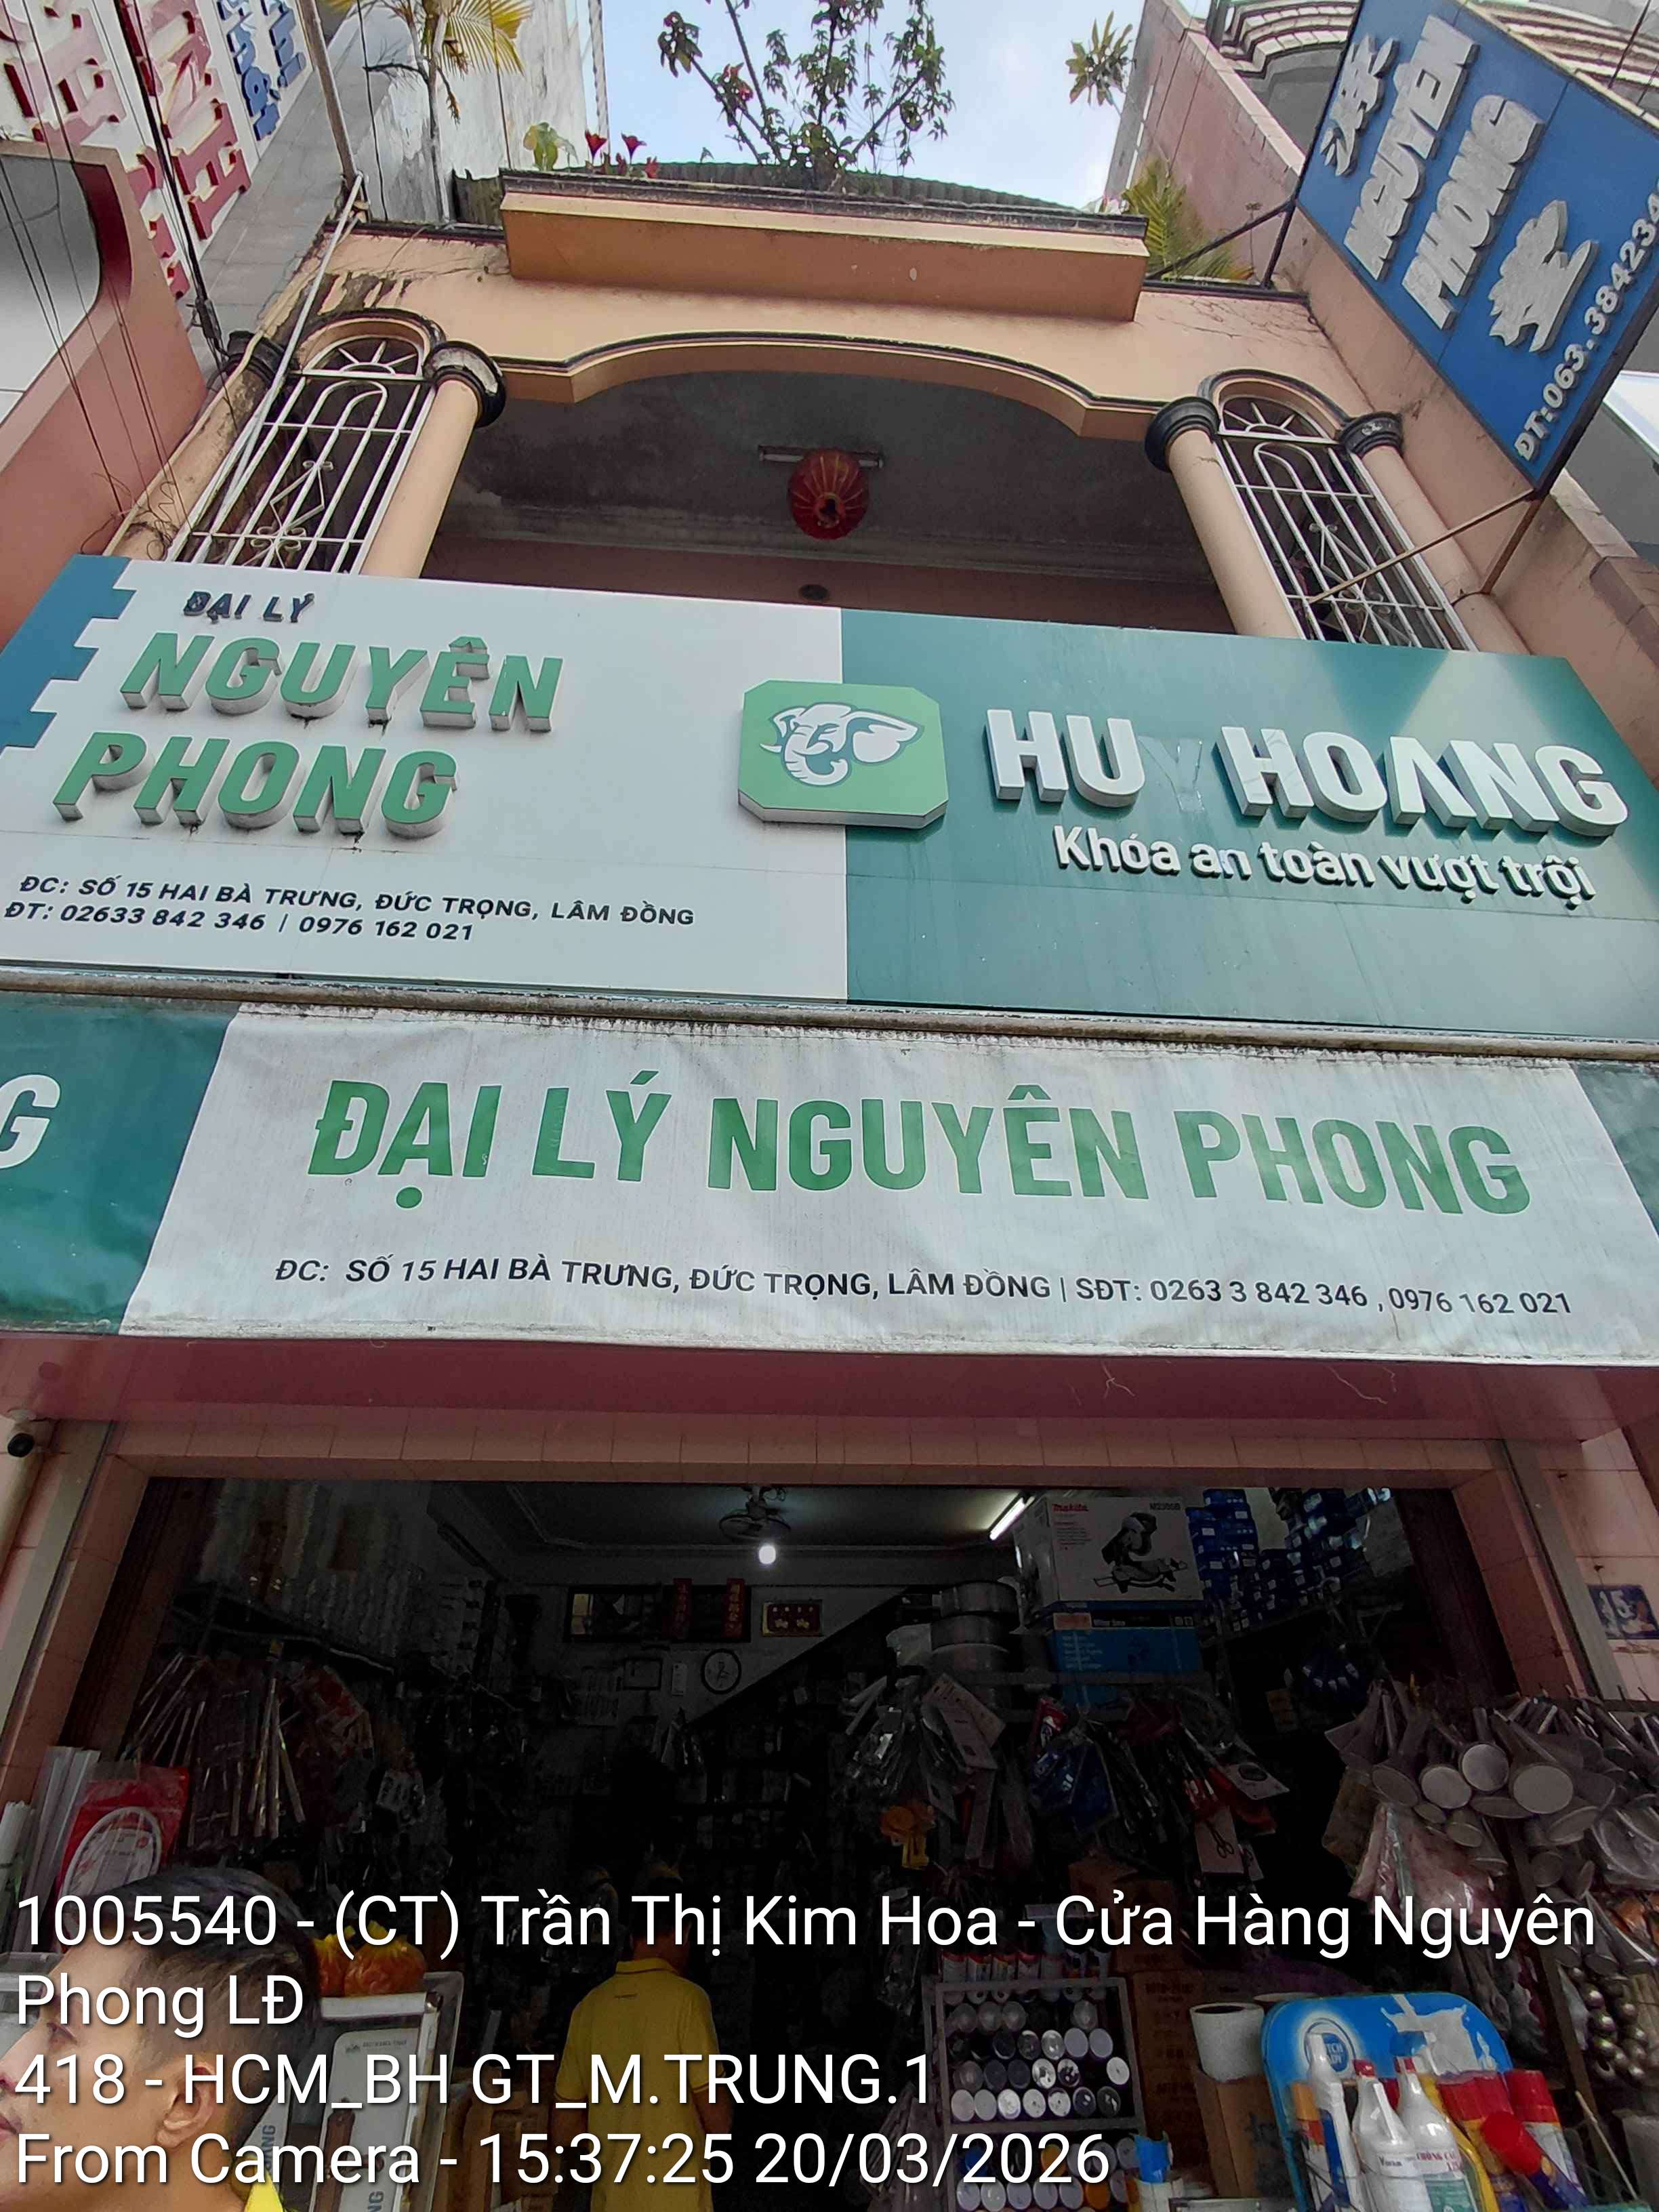 NGUYÊN
PHONG
ĐT:063.384234
ĐẠI LÝ
NGUYÊN
PHONG
ĐC: SỐ 15 HAI BÀ TRƯNG, ĐỨC TRỌNG, LÂM ĐỒNG
ĐT: 02633 842 346 | 0976 162 021
HUY HOANG
Khóa an toàn vượt trội
G
ĐẠI LÝ NGUYÊN PHONG
ĐC: SỐ 15 HAI BÀ TRƯNG, ĐỨC TRỌNG, LÂM ĐỒNG | SĐT: 0263 3 842 346 , 0976 162 021
makita
15
1005540 - (CT) Trần Thị Kim Hoa - Cửa Hàng Nguyên
Phong LĐ
418 - HCM_BH GT_M.TRUNG.1
From Camera - 15:37:25 20/03/2026